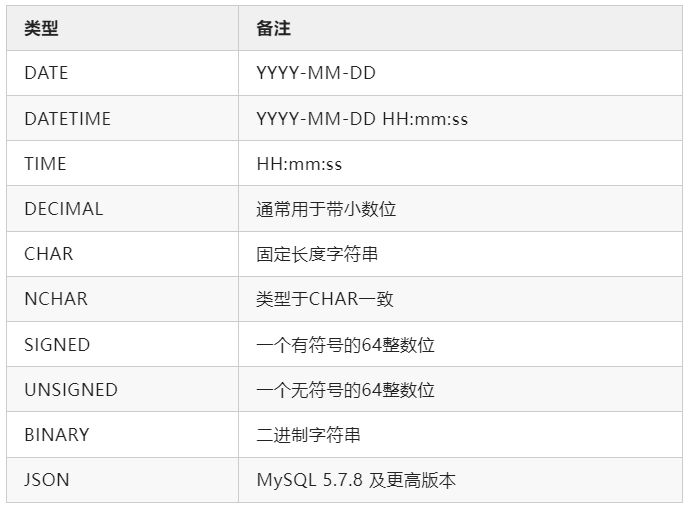 类型 备注
DATE YYYY-MM-DD
DATETIME YYYY-MM-DD HH:mm:ss
TIME HH:mm:ss
DECIMAL 通常用于带小数位
CHAR 固定长度字符串
NCHAR 类型于CHAR一致
SIGNED 一个有符号的64整数位
UNSIGNED 一个无符号的64整数位
BINARY 二进制字符串
JSON MySQL 5.7.8 及更高版本